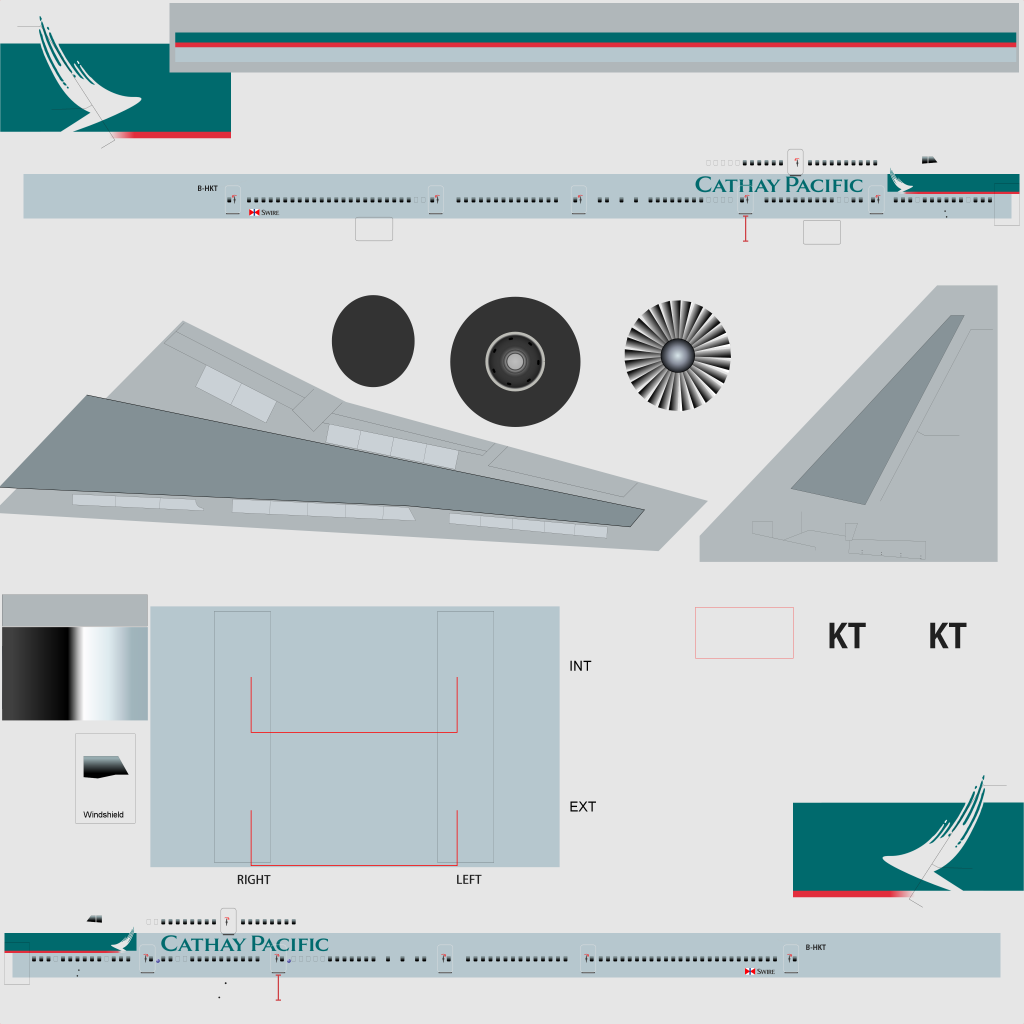 B-HKT
CATHAY PACIFIC
SWIRE
INT
KT
KT
EXT
Windshield
RIGHT
LEFT
CATHAY PACIFIC
B-HKT
SWIRE